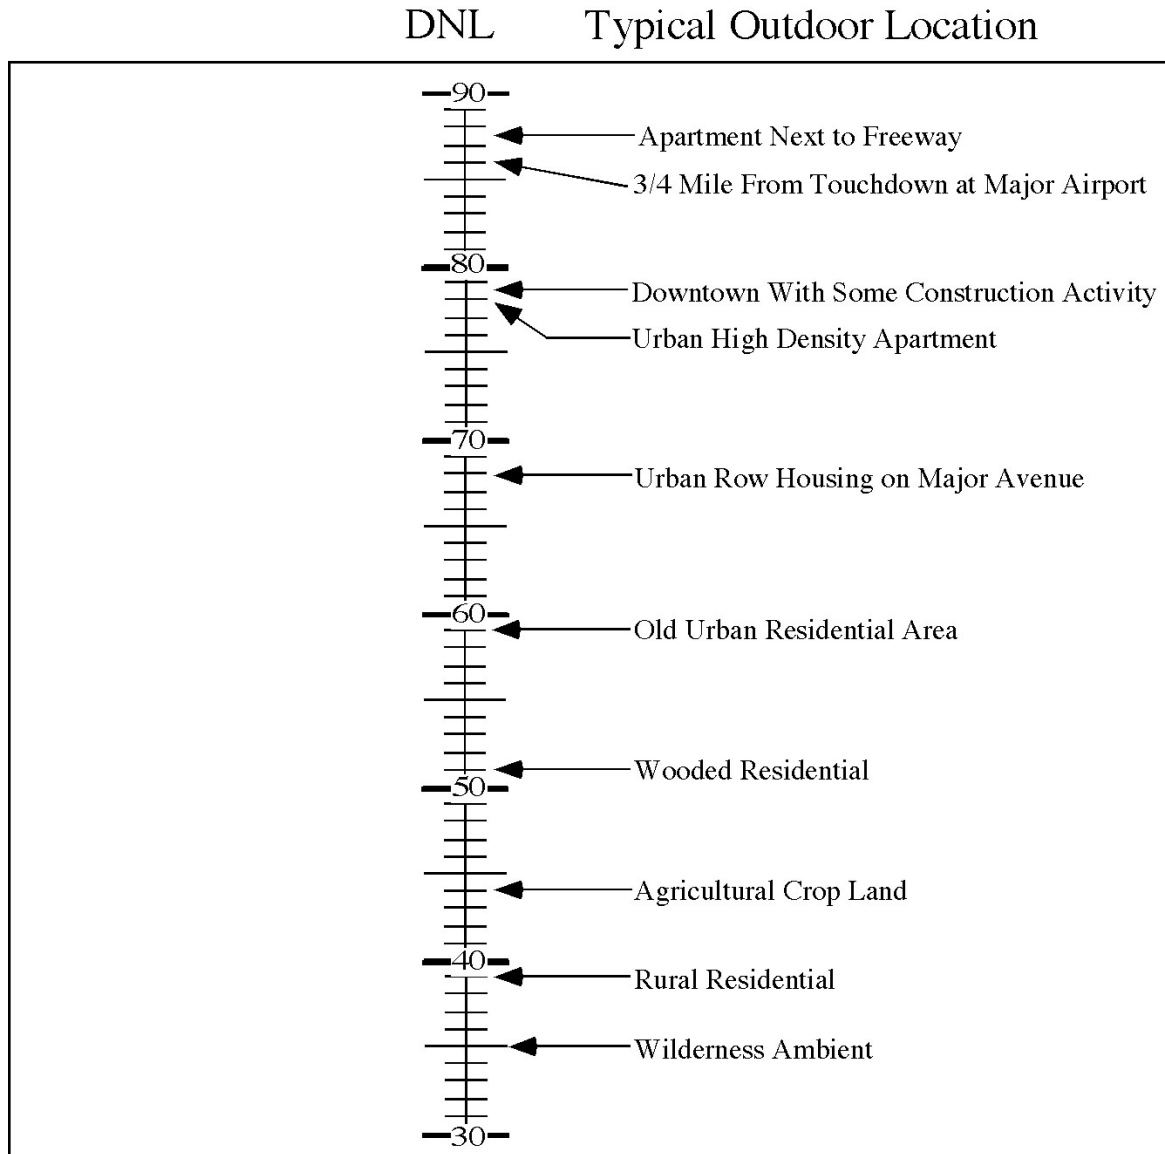 DNL Typical Outdoor Location
90
Apartment Next to Freeway
3/4 Mile From Touchdown at Major Airport
80
Downtown With Some Construction Activity
Urban High Density Apartment
70
Urban Row Housing on Major Avenue
60
Old Urban Residential Area
Wooded Residential
50
Agricultural Crop Land
40
Rural Residential
Wilderness Ambient
30